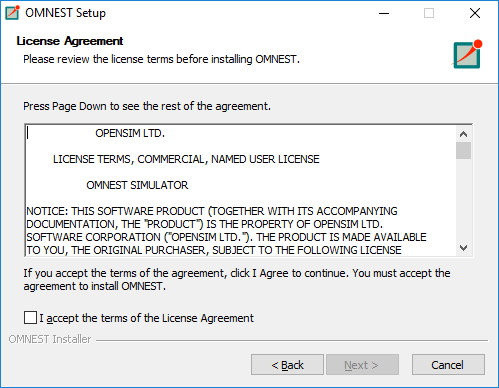 OMNEST Setup
License Agreement
Please review the license terms before installing OMNEST.
Press Page Down to see the rest of the agreement.
OPENSIM LTD.
LICENSE TERMS, COMMERCIAL, NAMED USER LICENSE
OMNEST SIMULATOR
NOTICE: THIS SOFTWARE PRODUCT (TOGETHER WITH ITS ACCOMPANYING
DOCUMENTATION, THE "PRODUCT") IS THE PROPERTY OF OPENSIM LTD.
SOFTWARE CORPORATION ("OPENSIM LTD."). THE PRODUCT IS MADE AVAILABLE
TO YOU, THE ORIGINAL PURCHASER, SUBJECT TO THE FOLLOWING LICENSE
If you accept the terms of the agreement, click I Agree to continue. You must accept the
agreement to install OMNEST.
I accept the terms of the License Agreement
OMNEST Installer
< Back
Next >
Cancel